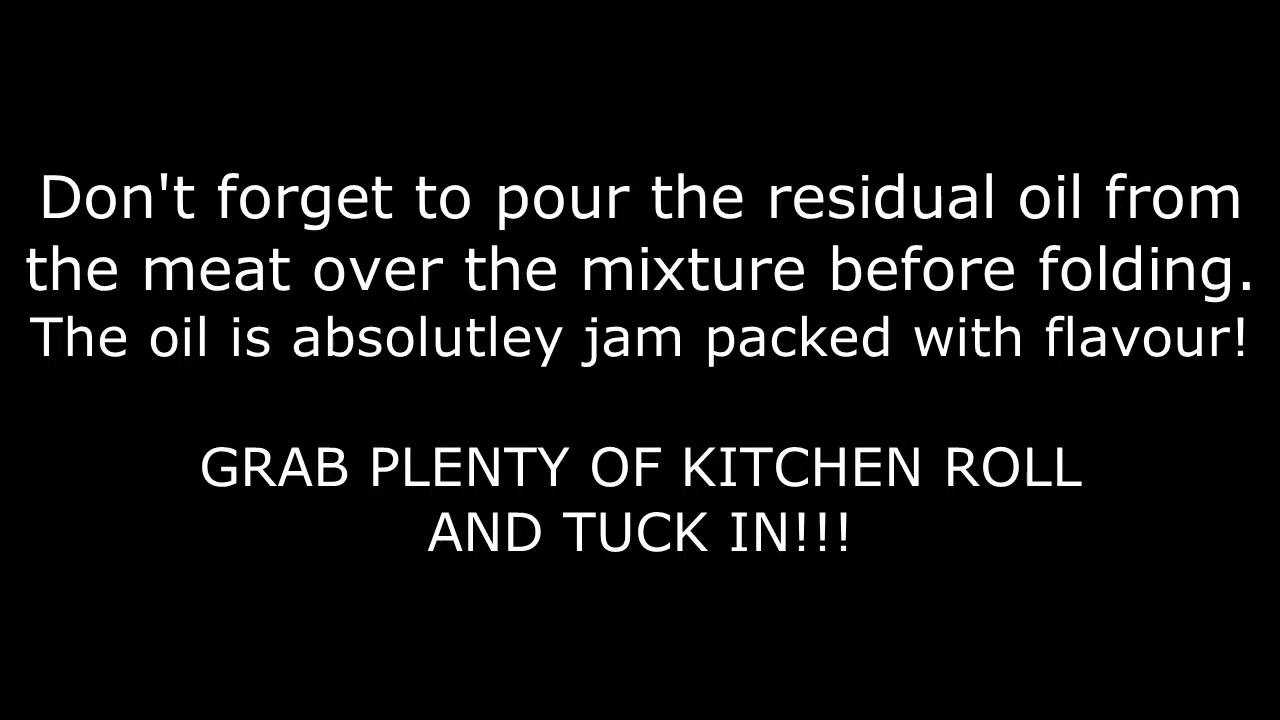 Don't forget to pour the residual oil from
the meat over the mixture before folding.
The oil is absolutley jam packed with flavour!
GRAB PLENTY OF KITCHEN ROLL
AND TUCK IN!!!